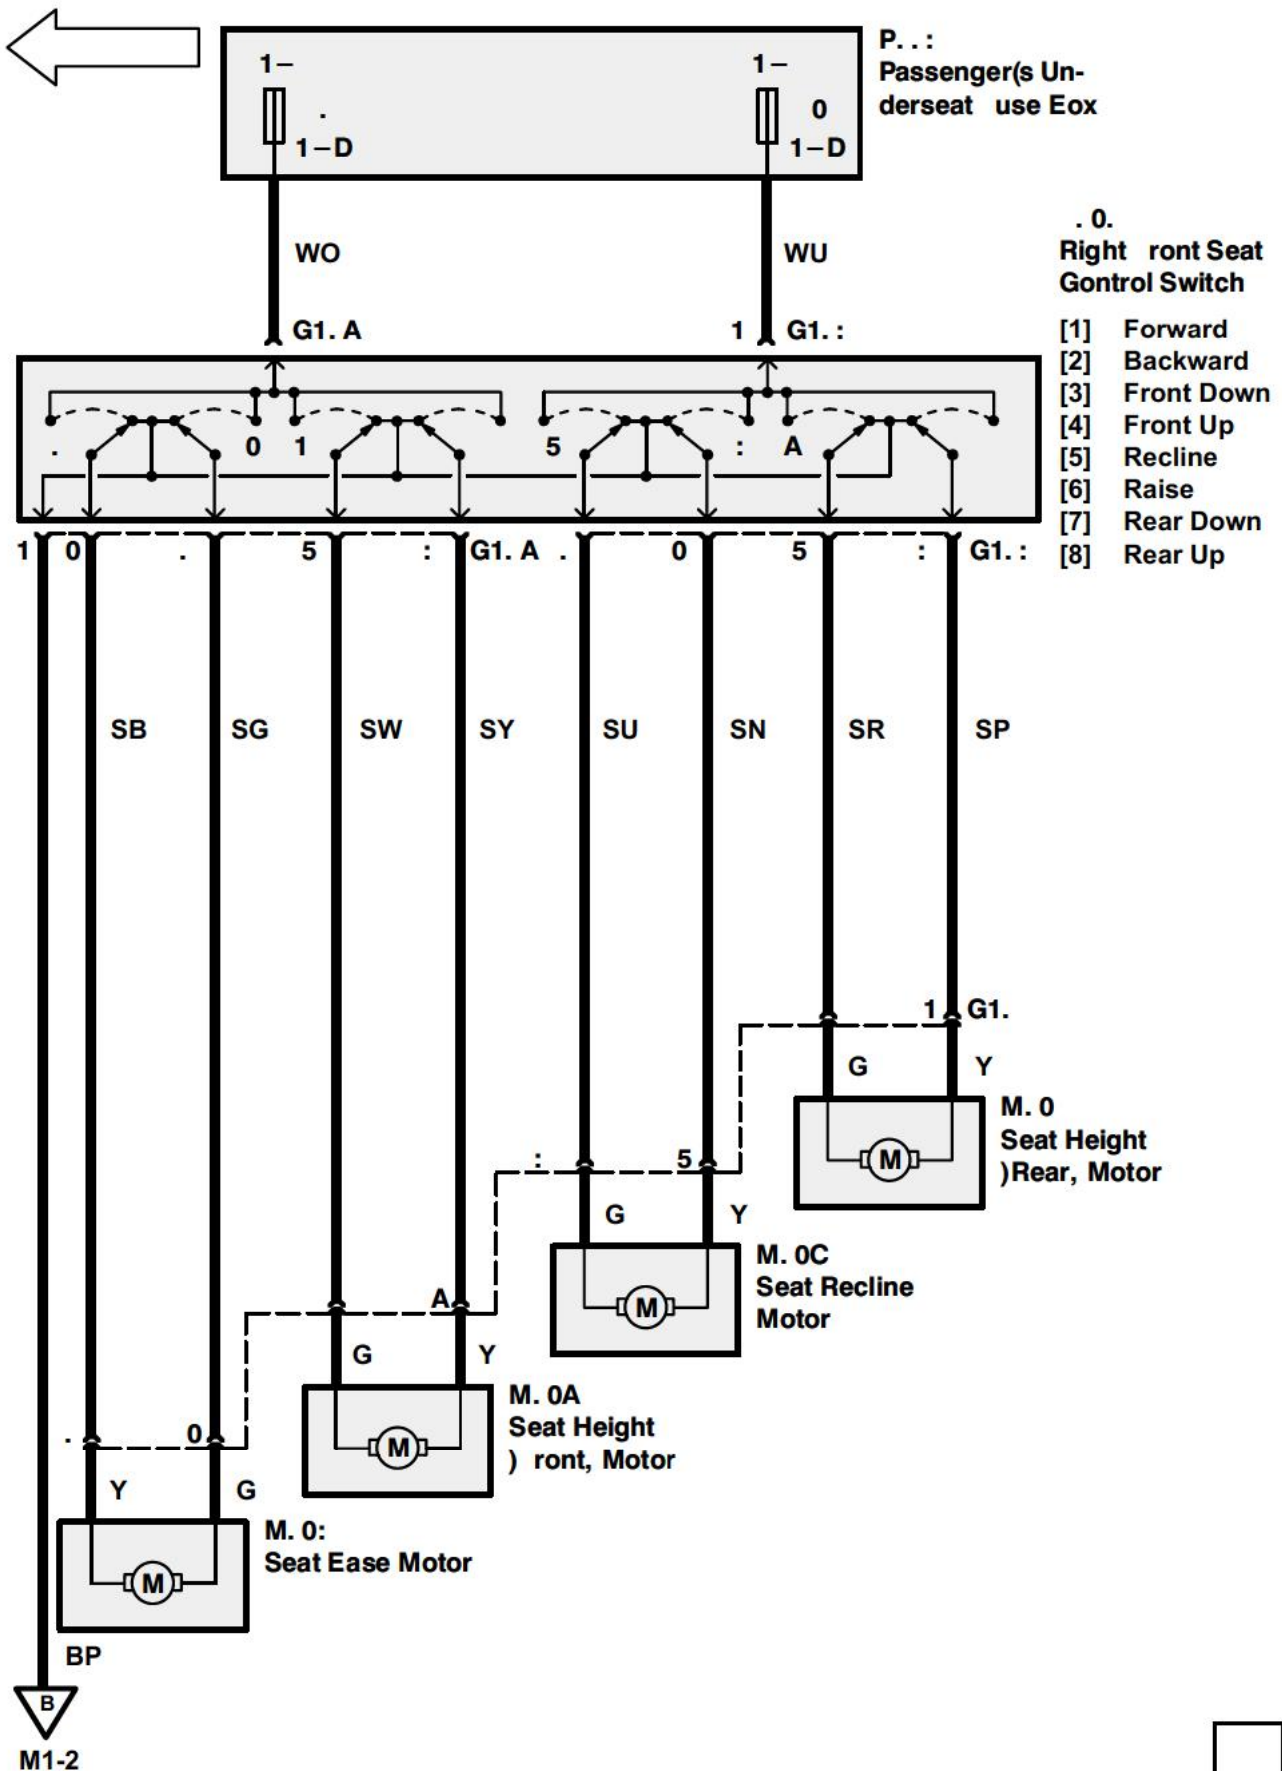 P. . :
Passenger(s Un-
derseat use Eox
1–
.
1–D
1–
0
1–D
WO
WU
. 0.
Right ront Seat
Gontrol Switch
[1] Forward
[2] Backward
[3] Front Down
[4] Front Up
[5] Recline
[6] Raise
[7] Rear Down
[8] Rear Up
G1. A
1 G1. :
. 0 1 5 : A
1 0 . 5 : G1. A . 0 5 : G1. :
SB SG SW SY SU SN SR SP
1 G1.
G Y
M. 0
Seat Height
)Rear, Motor
M
: 5
G Y
M. 0C
Seat Recline
Motor
M
A
G Y
M. 0A
Seat Height
) ront, Motor
M
. 0
Y G
M. 0:
Seat Ease Motor
M
BP
B
M1-2